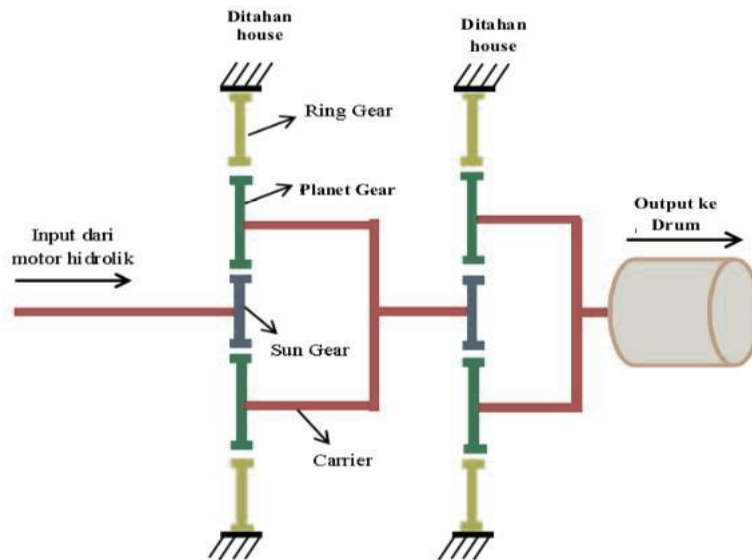 Ditahan
house
Ditahan
house
Ring Gear
Planet Gear
Output ke
Drum
Input dari
motor hidrolik
Sun Gear
Carrier